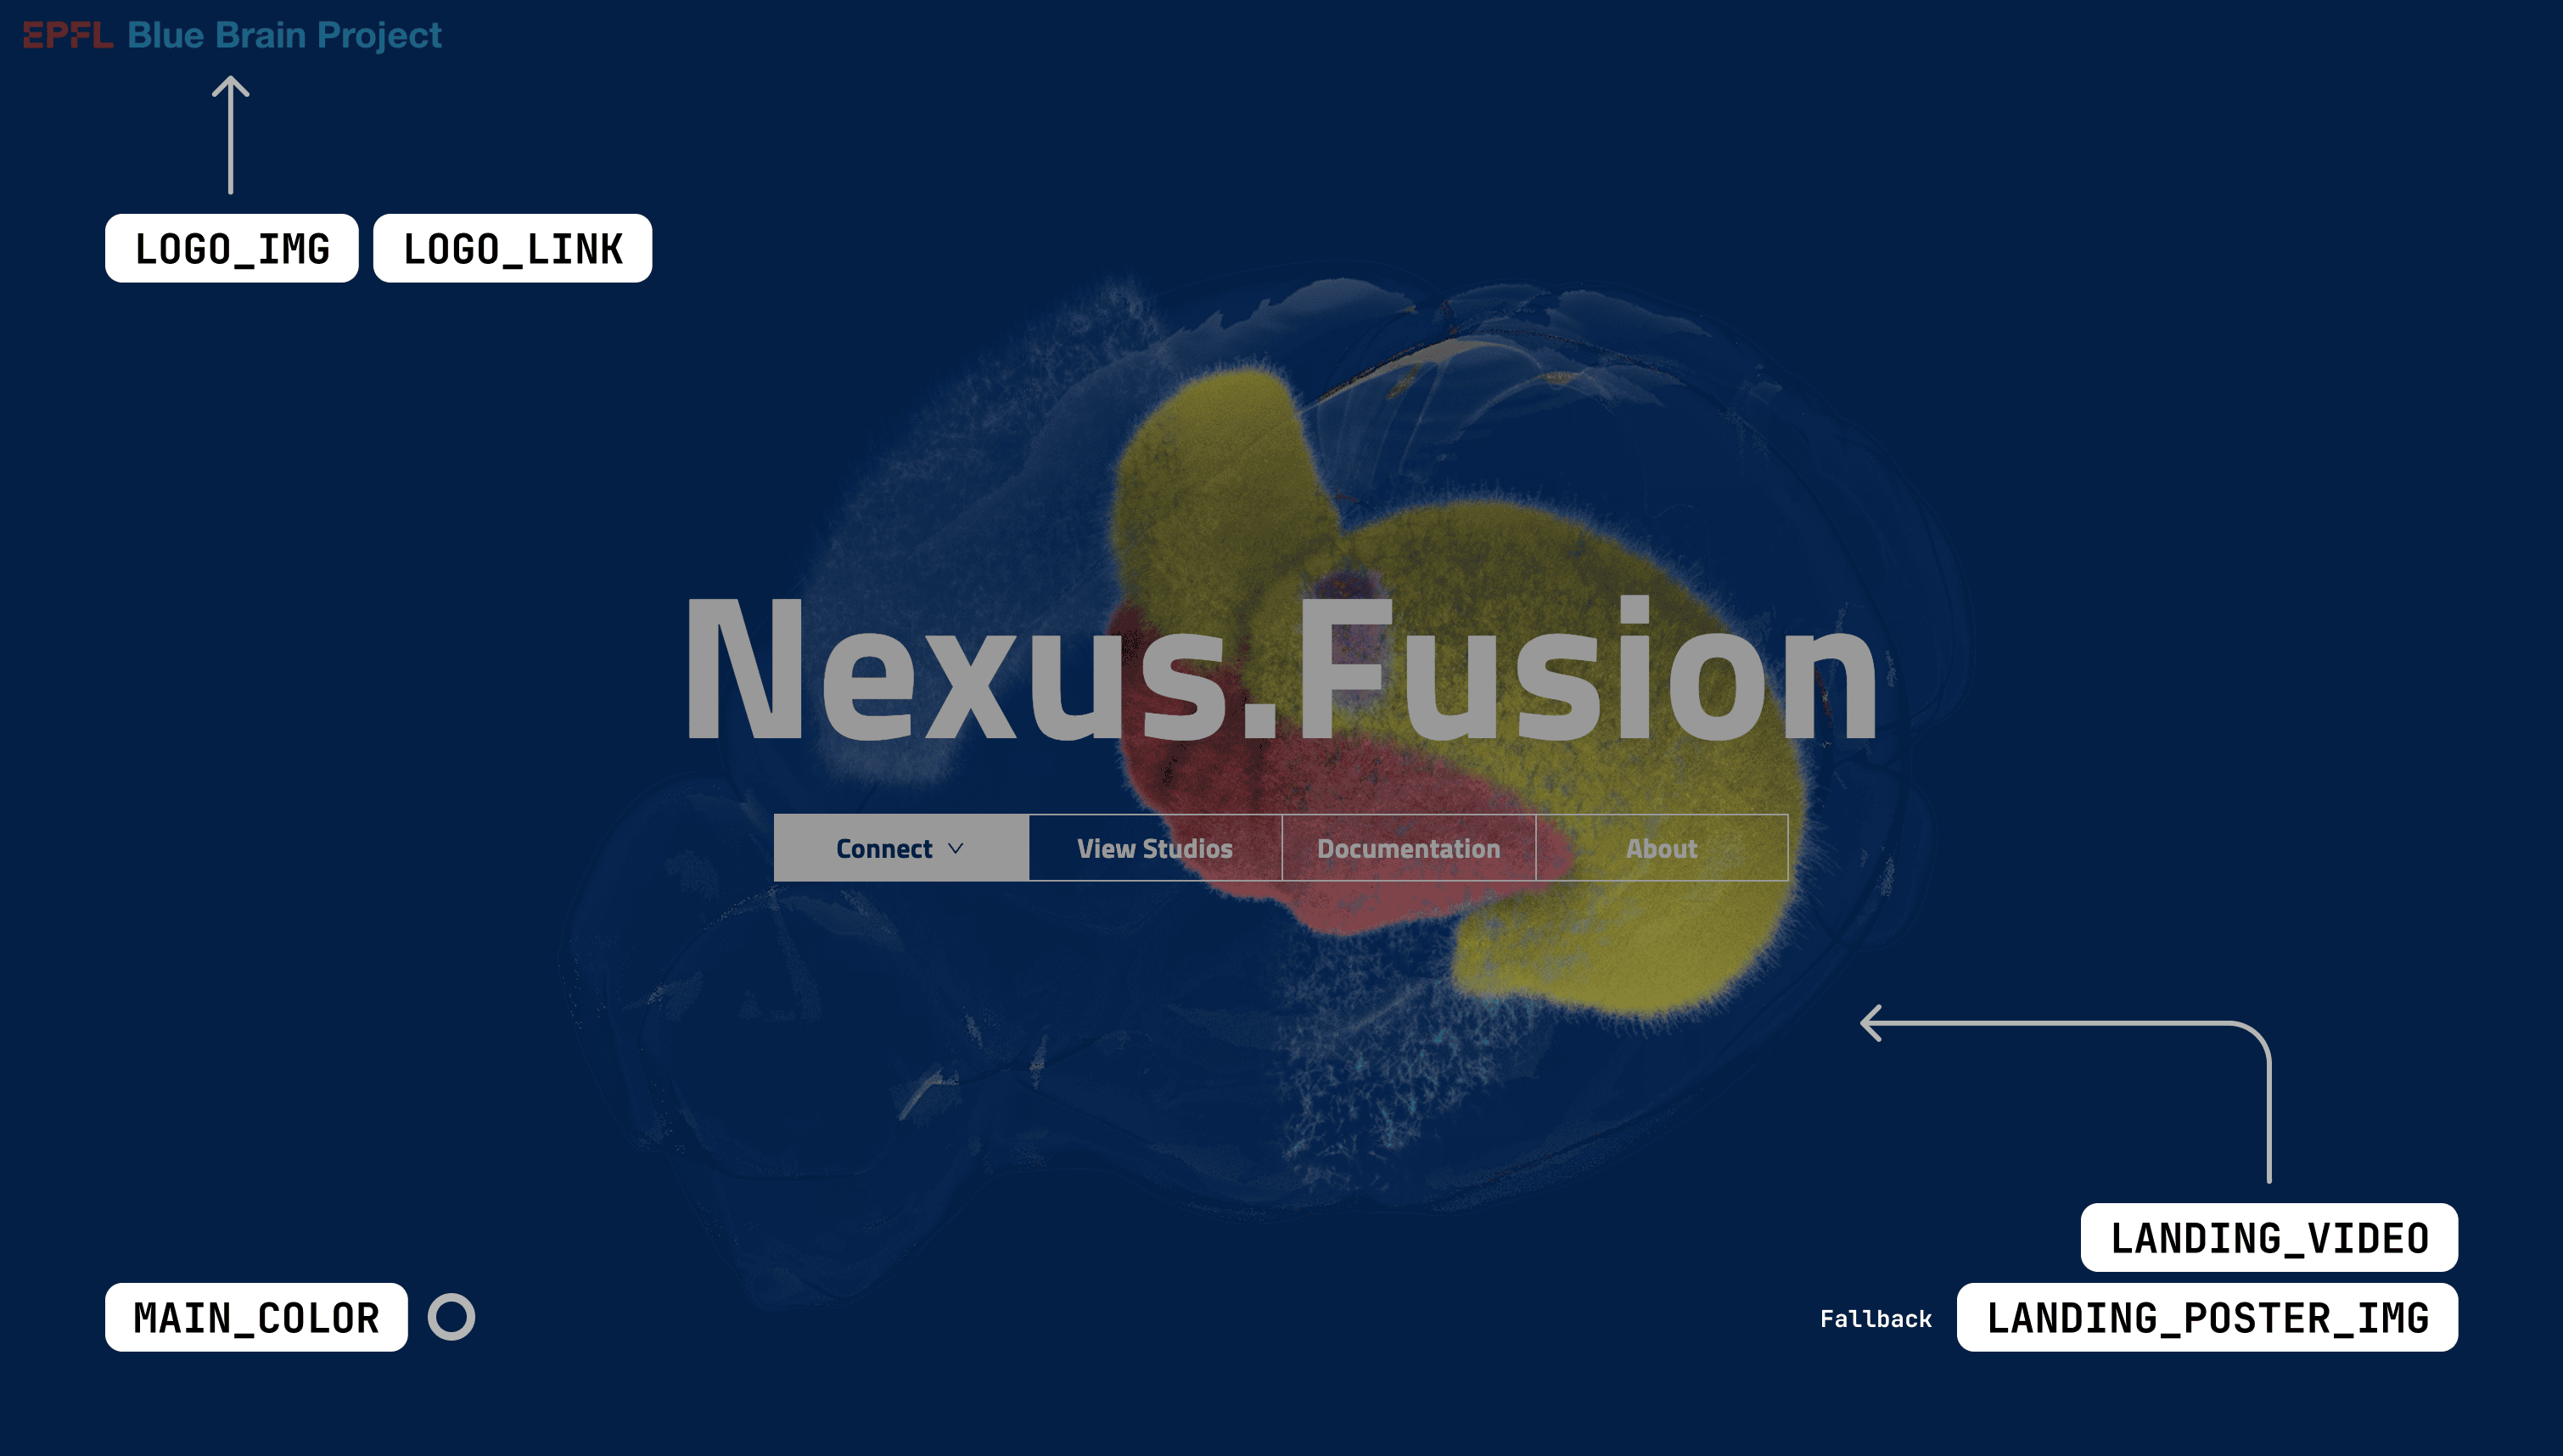 EPFL Blue Brain Project
LOGO_IMG LOGO_LINK
Nexus.Fusion
Connect View Studios Documentation About
LANDING_VIDEO
MAIN_COLOR
Fallback LANDING_POSTER_IMG